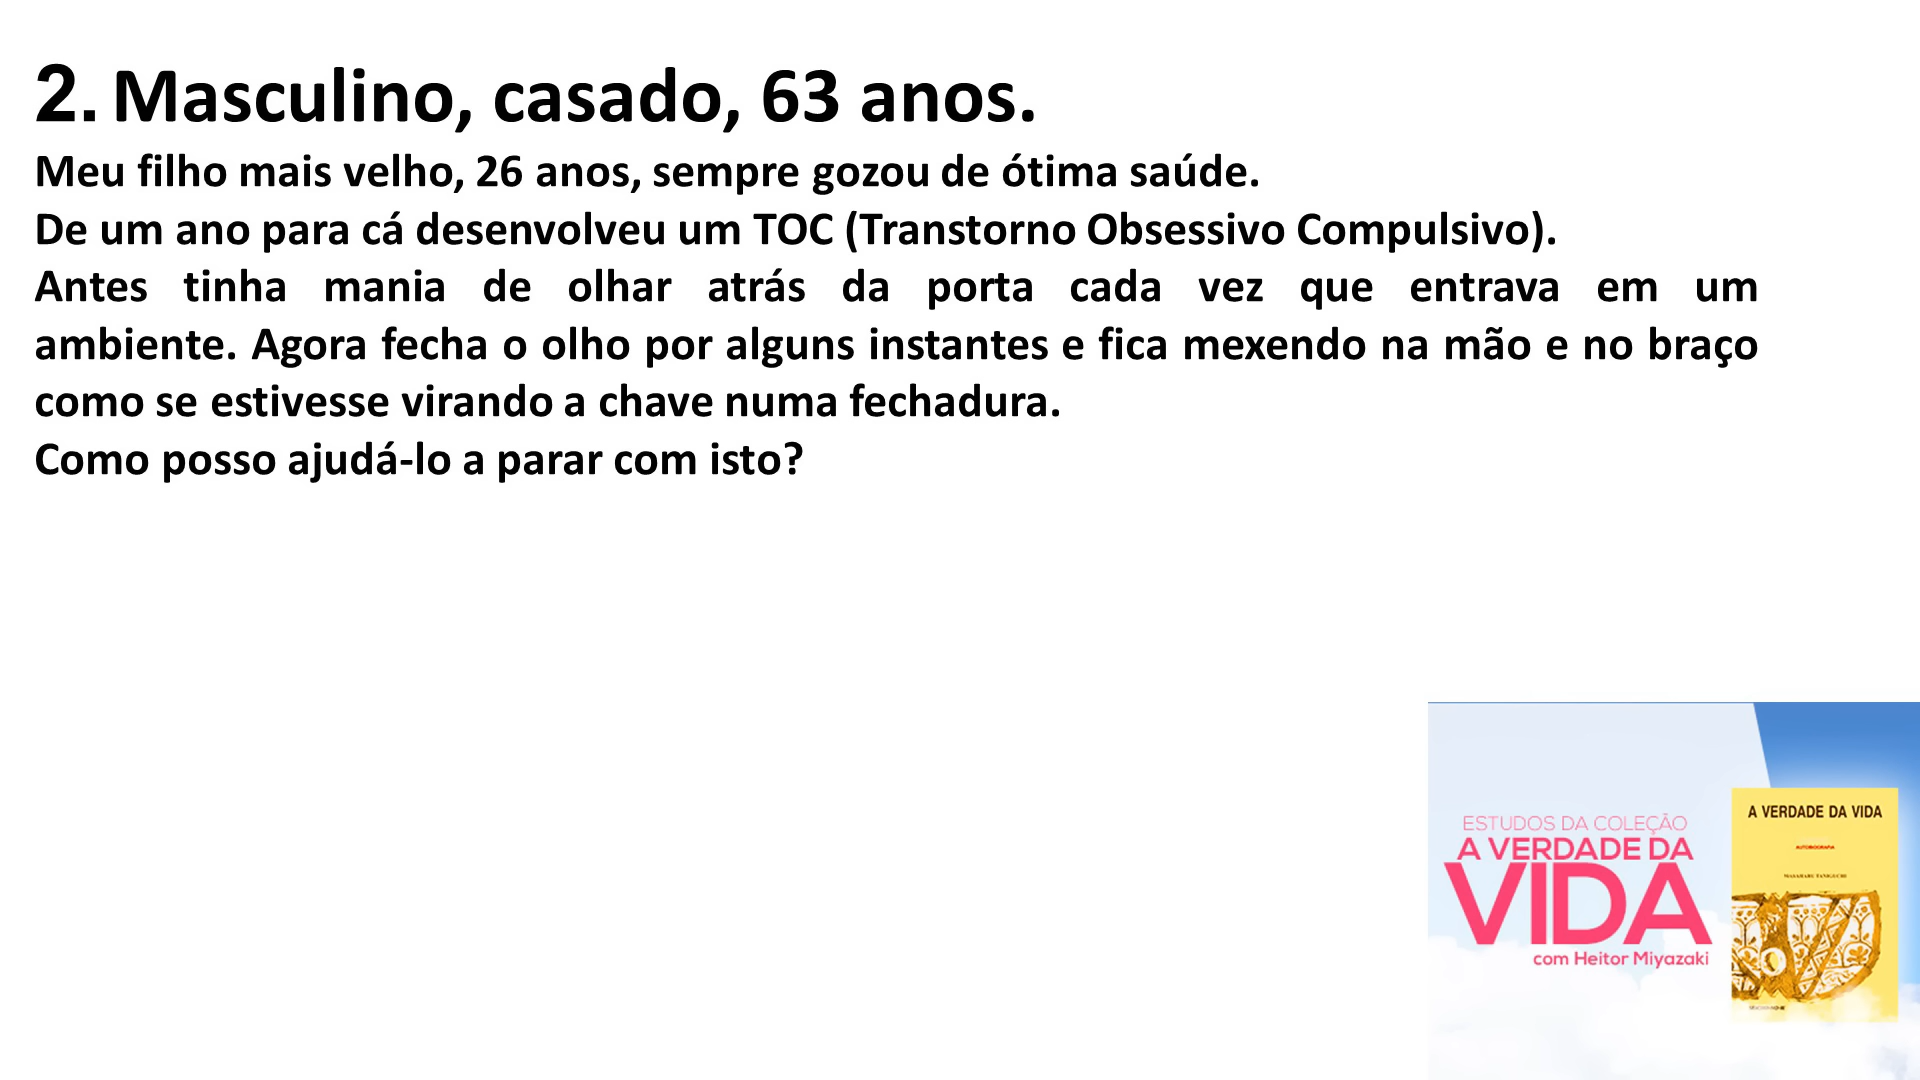 2. Masculino, casado, 63 anos.
Meu filho mais velho, 26 anos, sempre gozou de ótima saúde.
De um ano para cá desenvolveu um TOC (Transtorno Obsessivo Compulsivo).
Antes tinha mania de olhar atrás da porta cada vez que entrava em um
ambiente. Agora fecha o olho por alguns instantes e fica mexendo na mão e no braço
como se estivesse virando a chave numa fechadura.
Como posso ajudá-lo a parar com isto?
ESTUDOS DA COLEÇÃO
A VERDADE DA
VIDA
com Heitor Miyazaki
A VERDADE DA VIDA
AUTOBIOGRAFIA
MASAHARU TANIGUCHI